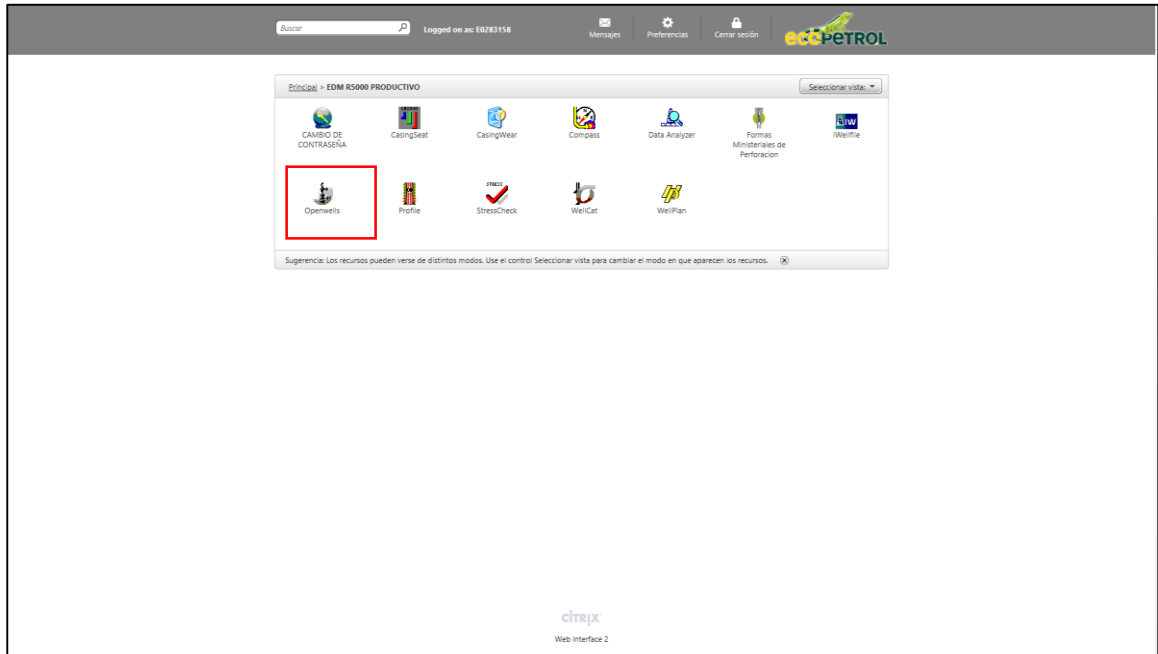 Buscar
Logged on as: E0283158
Mensajes
Preferencias
Cerrar sesión
ecoPETROL
Principal > EDM R5000 PRODUCTIVO
Seleccionar vista:
CAMBIO DE
CONTRASEÑA
CasingSeat
CasingWear
Compass
Data Analyzer
Formas
Ministeriales de
Perforacion
IWellfile
Openwells
Profile
STRESS
StressCheck
WellCat
WellPlan
Sugerencia: Los recursos pueden verse de distintos modos. Use el control Seleccionar vista para cambiar el modo en que aparecen los recursos.
CITRIX
Web Interface 2